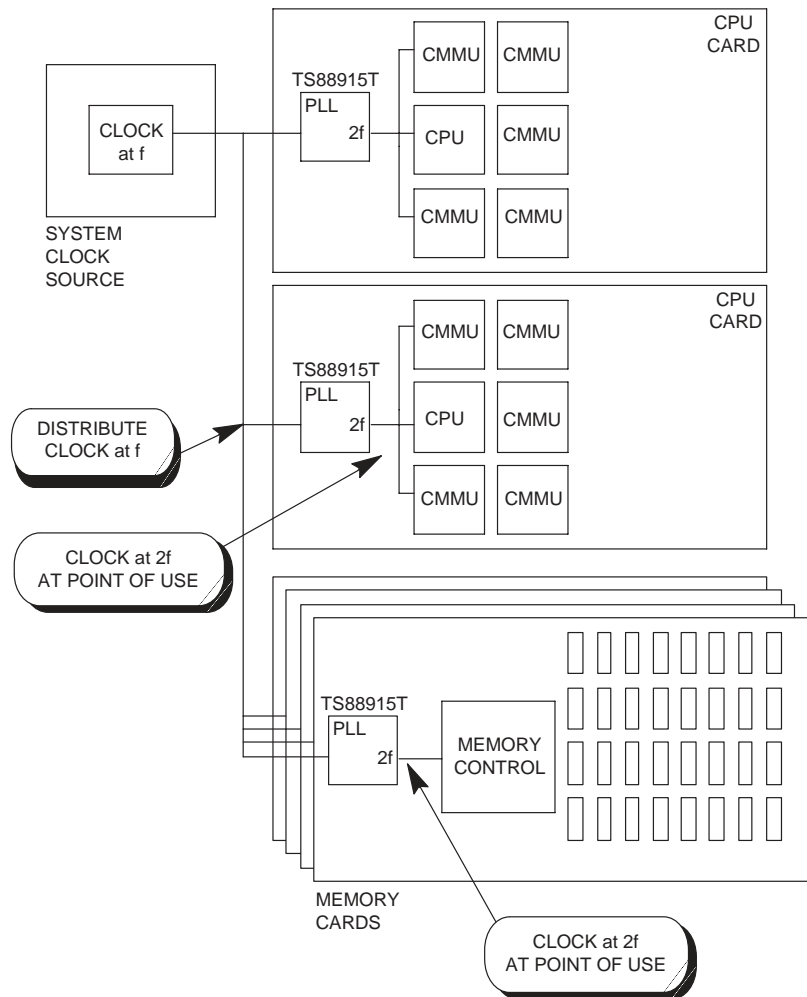 CPU
CARD
CMMU
CMMU
TS88915T
PLL
2f
CLOCK
at f
CPU
CMMU
CMMU
CMMU
SYSTEM
CLOCK
SOURCE
CPU
CARD
CMMU
CMMU
TS88915T
PLL
2f
CPU
CMMU
CMMU
CMMU
DISTRIBUTE
CLOCK at f
CLOCK at 2f
AT POINT OF USE
TS88915T
PLL
2f
MEMORY
CONTROL
MEMORY
CARDS
CLOCK at 2f
AT POINT OF USE